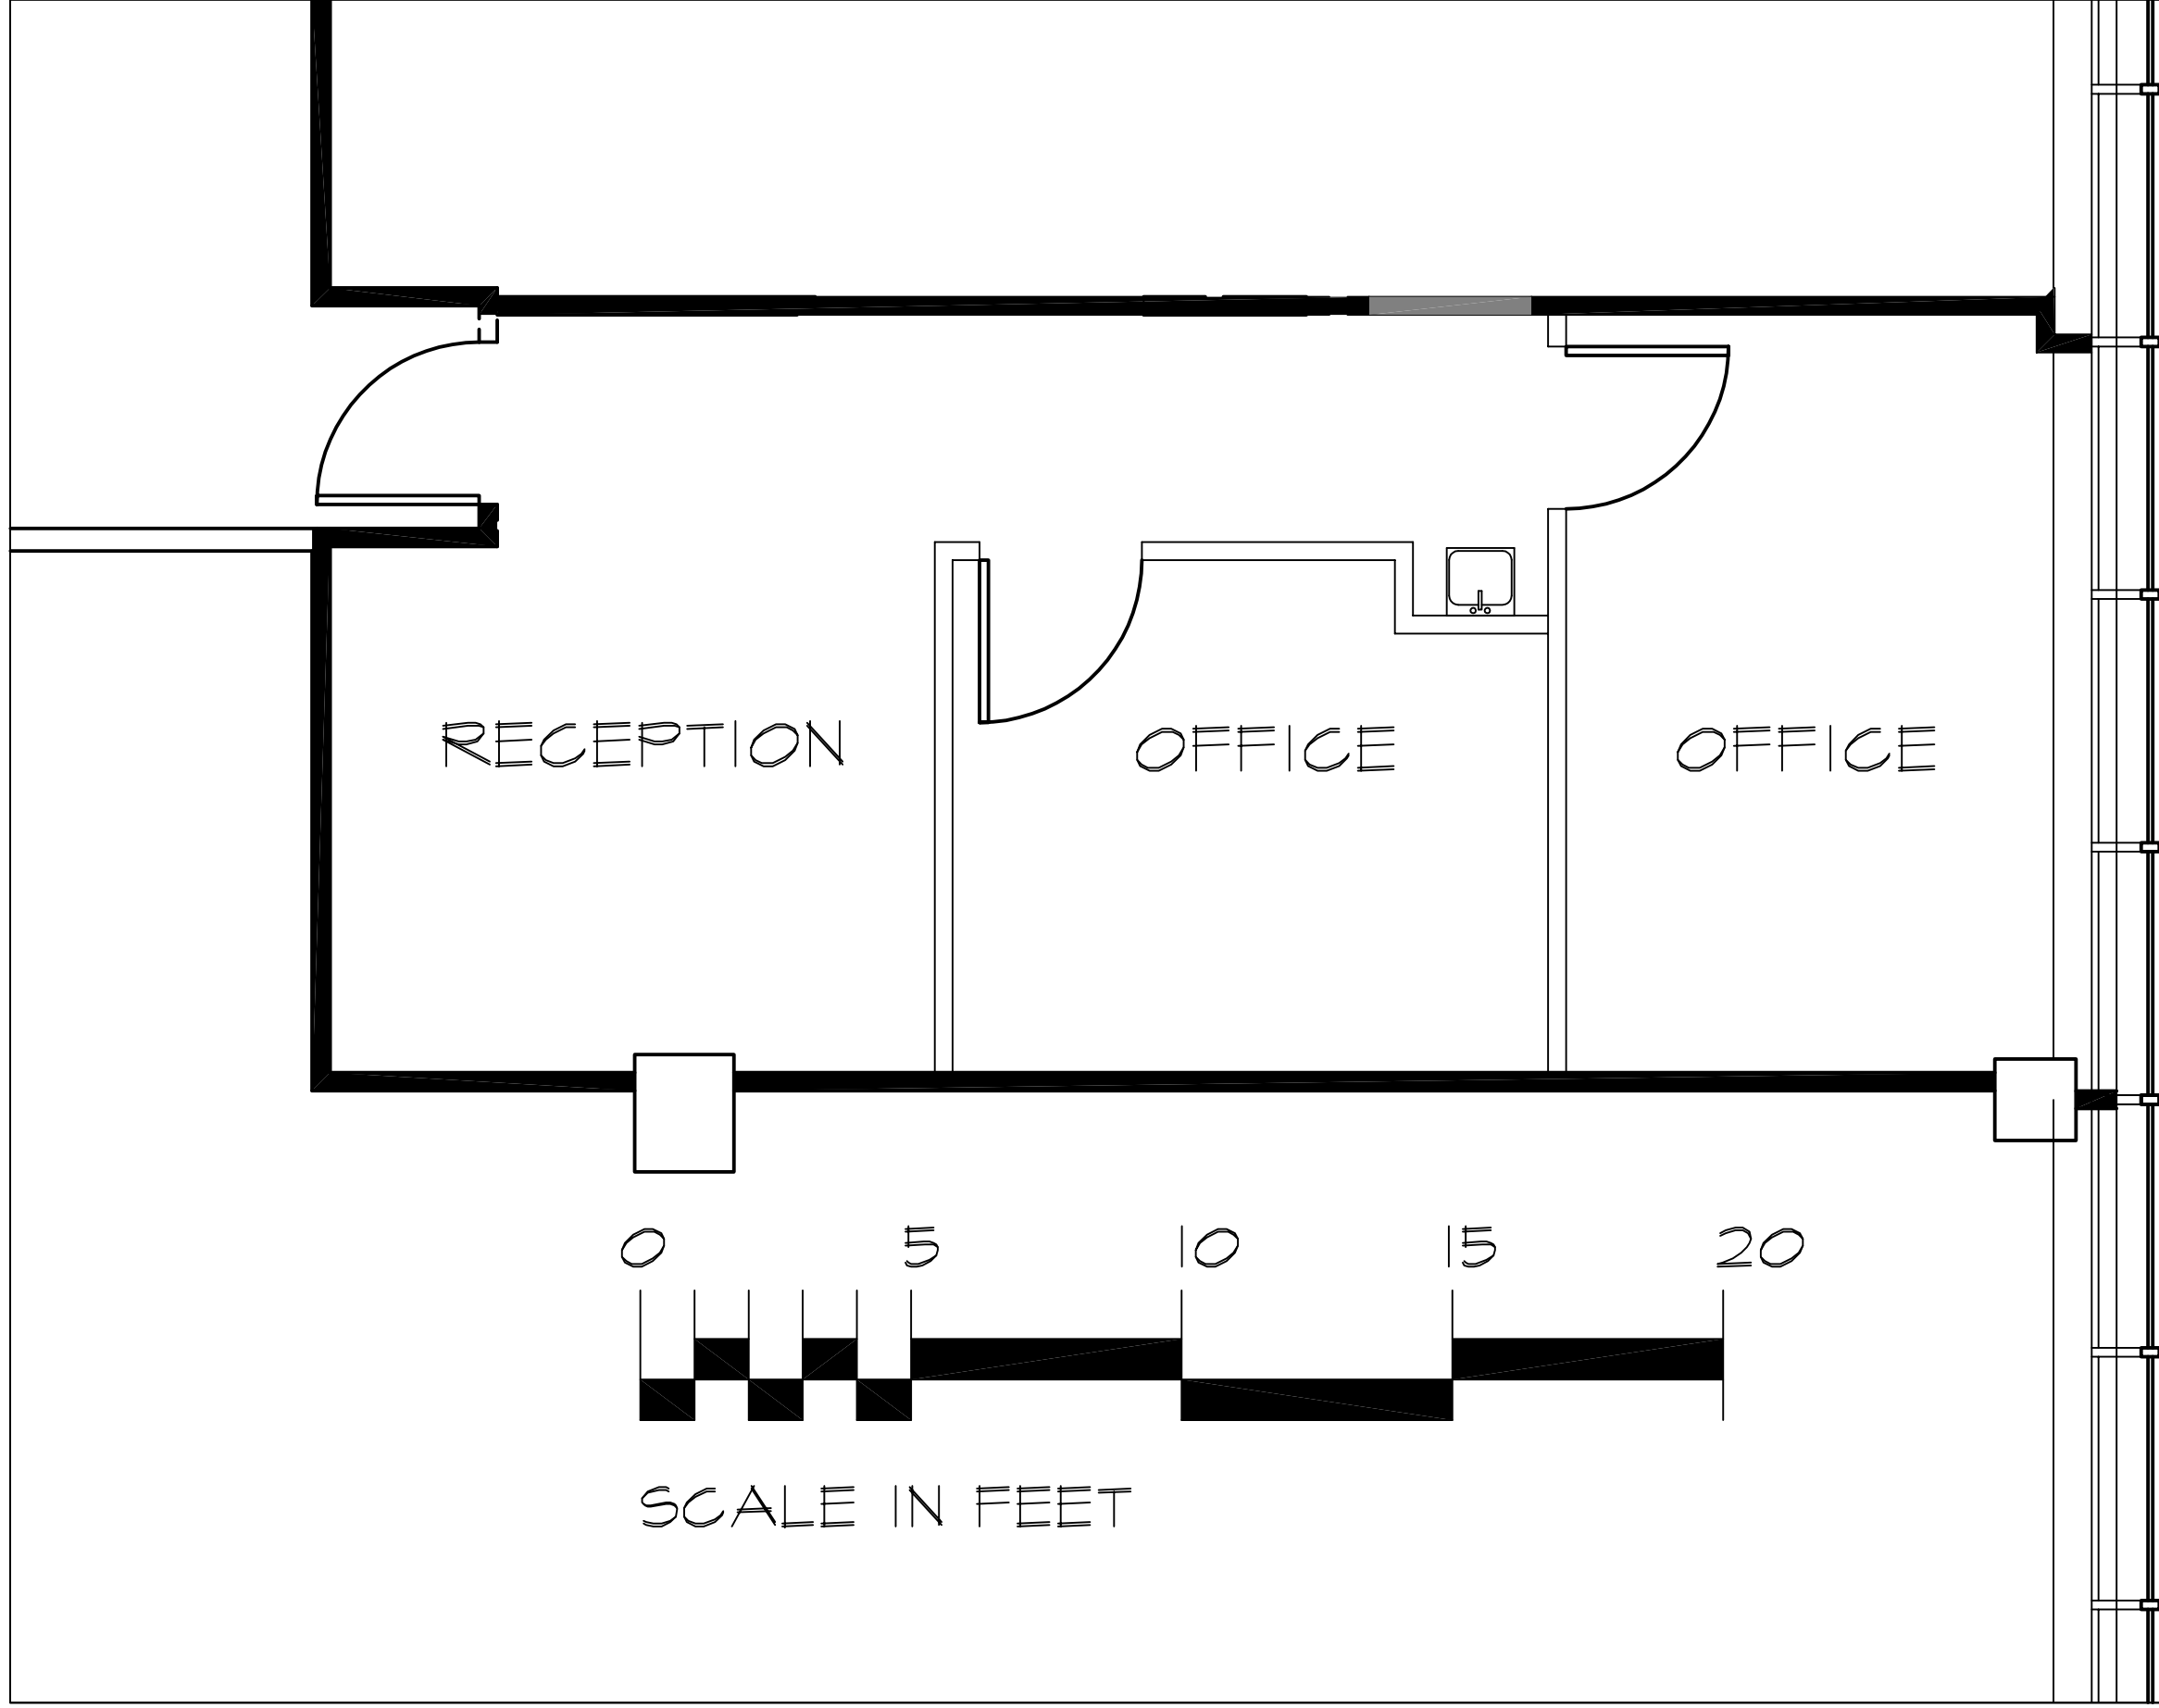 RECEPTION
OFFICE
OFFICE
0 5 10 15 20
SCALE IN FEET